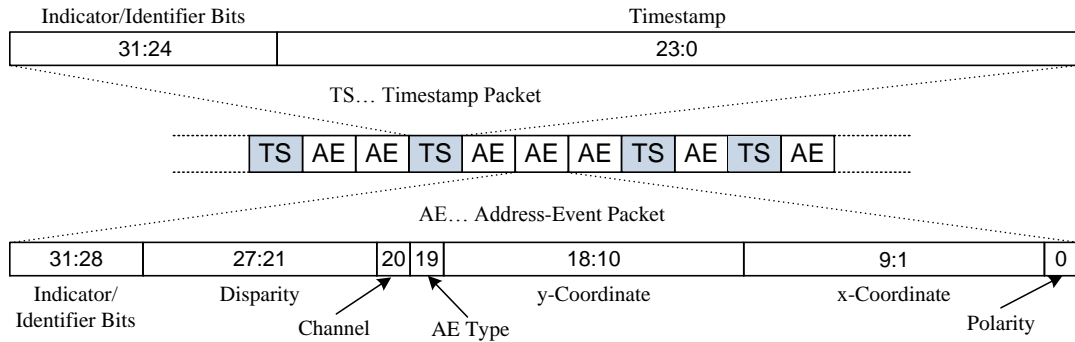 Indicator/Identifier Bits Timestamp
31:24 23:0
TS... Timestamp Packet
TS AE AE TS AE AE AE TS AE TS AE
AE... Address-Event Packet
31:28 27:21 20 19 18:10 9:1 0
Indicator/ Disparity y-Coordinate x-Coordinate
Identifier Bits Channel AE Type Polarity